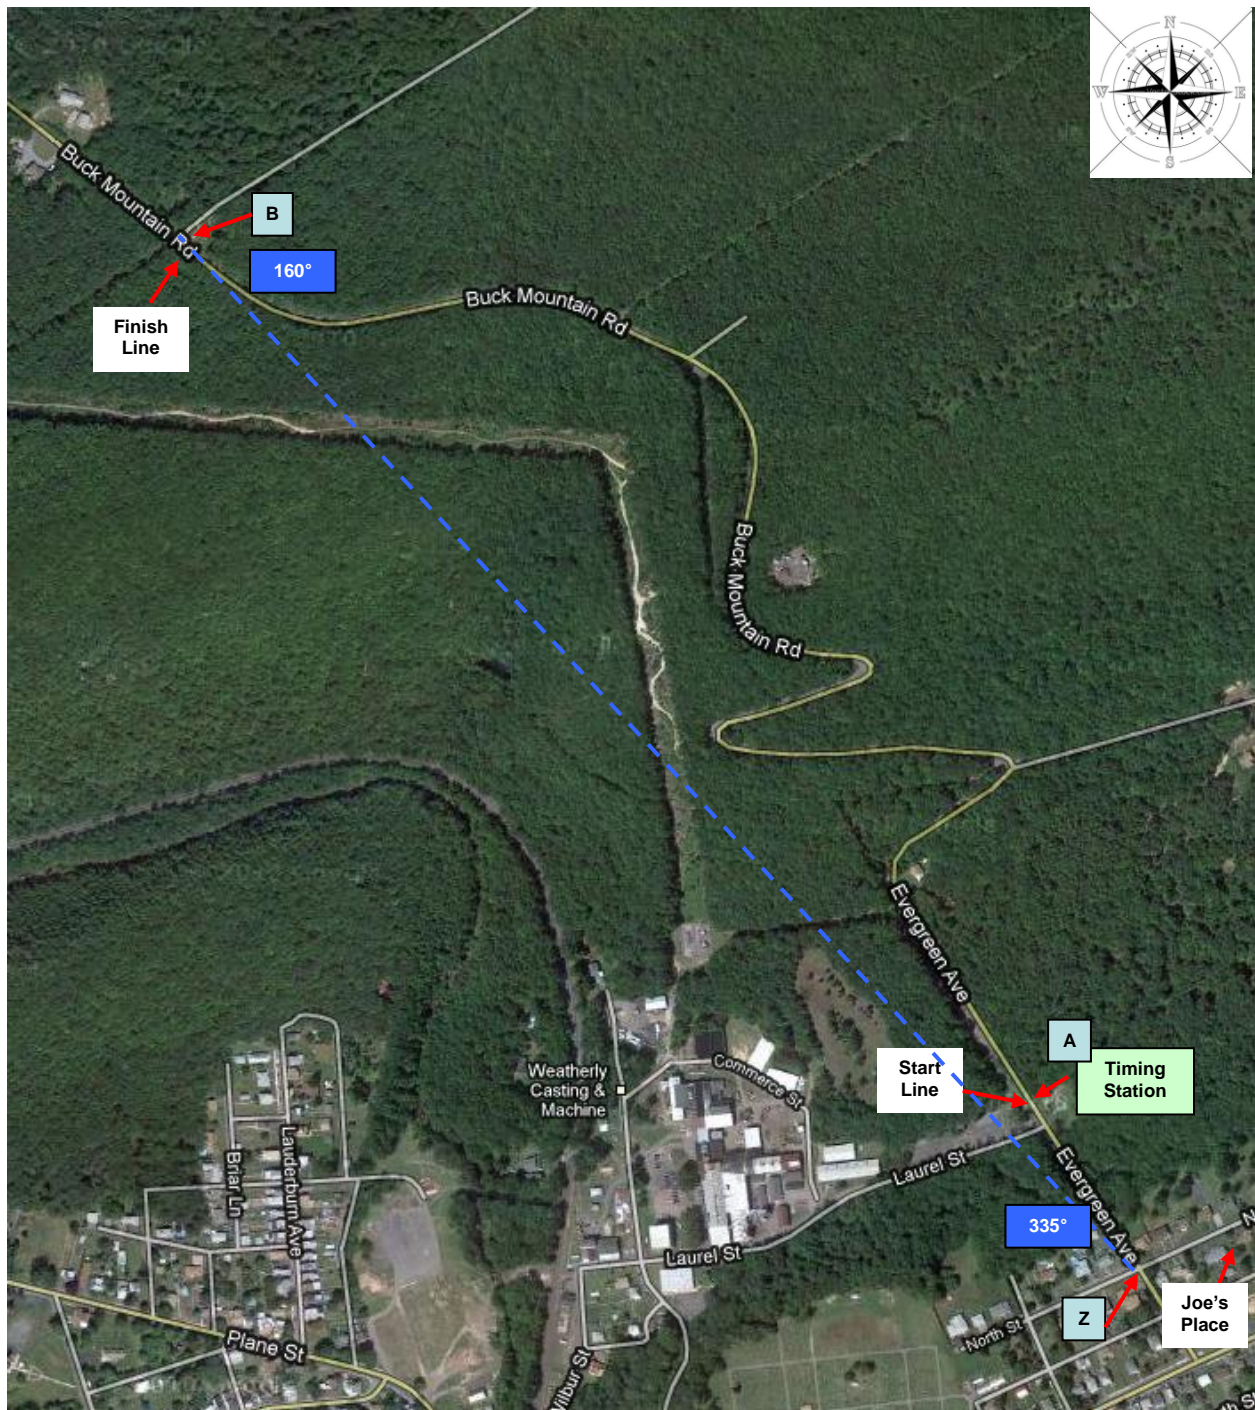 N
W
E
S
Buck Mountain Rd
B
160°
Finish
Line
Buck Mountain Rd
Buck Mountain Rd
Evergreen Ave
A
Start
Line
Timing
Station
Weatherly
Casting &
Machine
Commerce St
Laurel St
Evergreen Ave
Briar Ln
Lauderburn Ave
335°
Laurel St
Z
Joe's
Place
North St
Plane St
Wilbur St